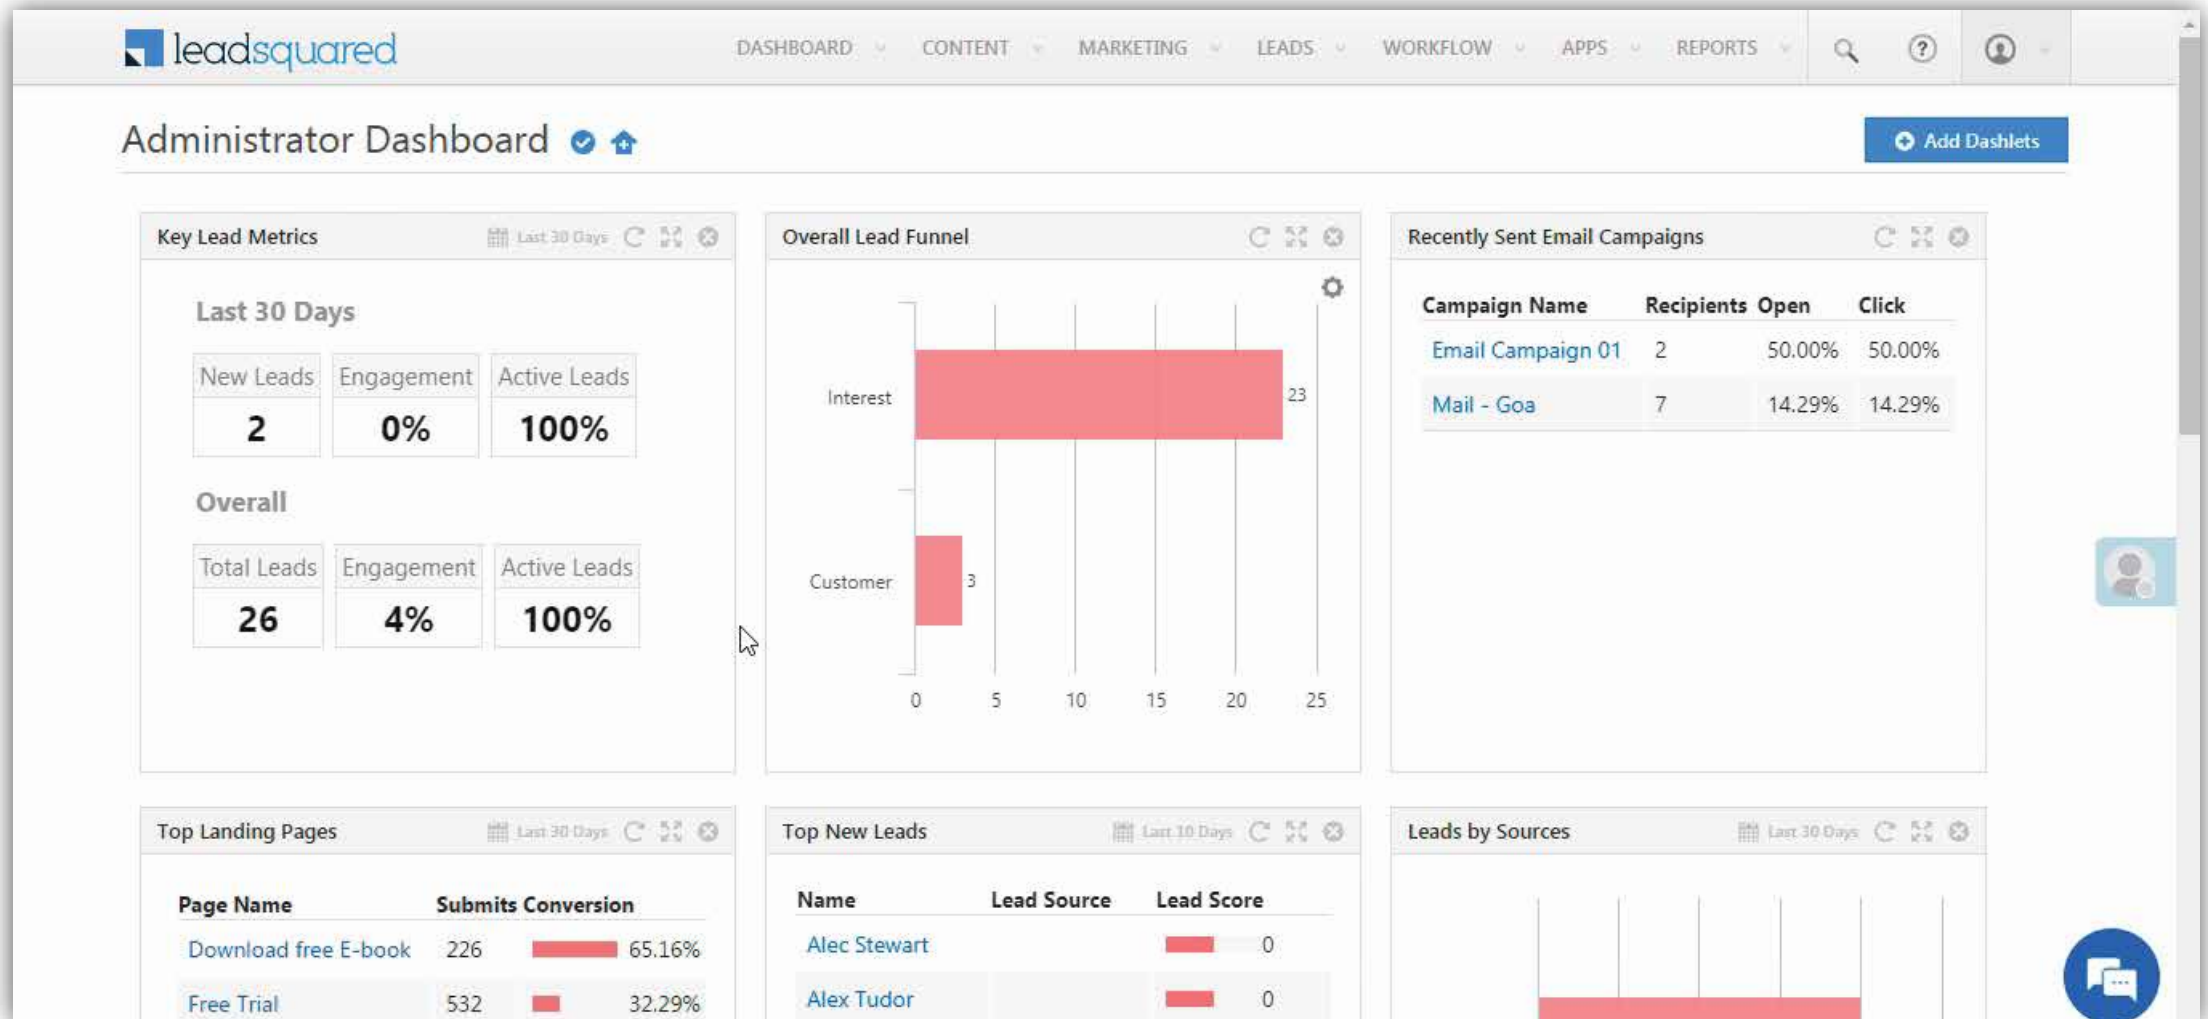 leadsquared
DASHBOARD CONTENT MARKETING LEADS WORKFLOW APPS REPORTS
Administrator Dashboard
Add Dashlets
Key Lead Metrics Last 30 Days
Last 30 Days
New Leads Engagement Active Leads
2 0% 100%
Overall
Total Leads Engagement Active Leads
26 4% 100%
Overall Lead Funnel
Interest 23
Customer 3
0 5 10 15 20 25
Recently Sent Email Campaigns
Campaign Name Recipients Open Click
Email Campaign 01 2 50.00% 50.00%
Mail - Goa 7 14.29% 14.29%
Top Landing Pages Last 30 Days
Page Name Submits Conversion
Download free E-book 226 65.16%
Free Trial 532 32.29%
Top New Leads Last 10 Days
Name Lead Source Lead Score
Alec Stewart 0
Alex Tudor 0
Leads by Sources Last 30 Days